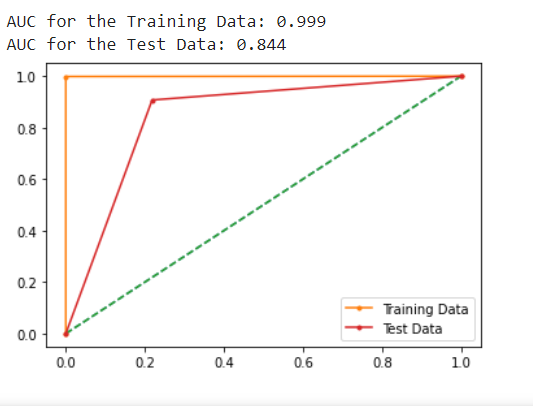 AUC for the Training Data: 0.999
AUC for the Test Data: 0.844
1.0
0.8
0.6
0.4
0.2
0.0
Training Data
Test Data
0.0 0.2 0.4 0.6 0.8 1.0